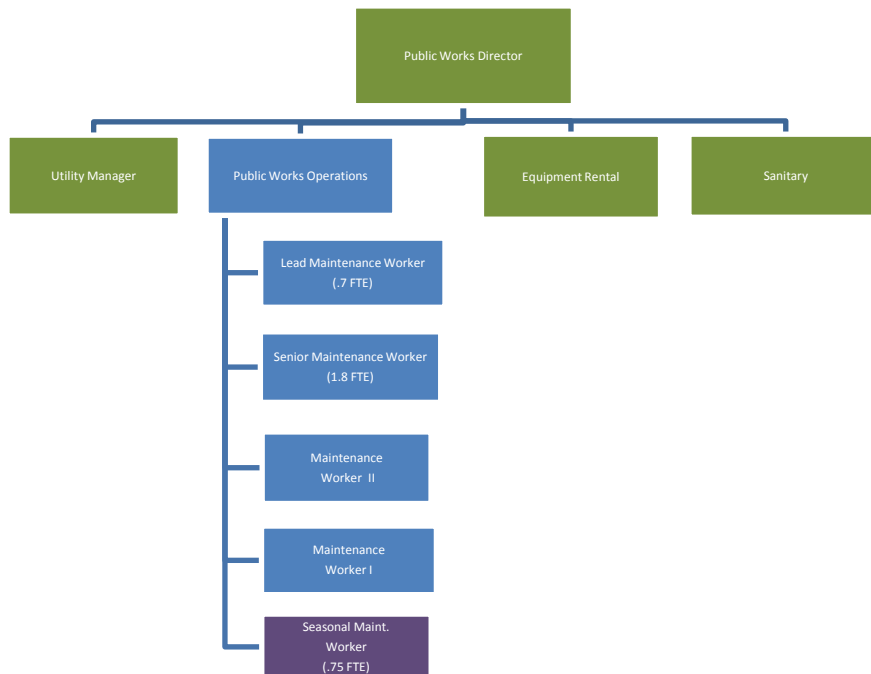 Public Works Director
Utility Manager
Public Works Operations
Equipment Rental
Sanitary
Lead Maintenance Worker
(.7 FTE)
Senior Maintenance Worker
(1.8 FTE)
Maintenance
Worker  II
Maintenance
Worker I
Seasonal Maint.
Worker
(.75 FTE)